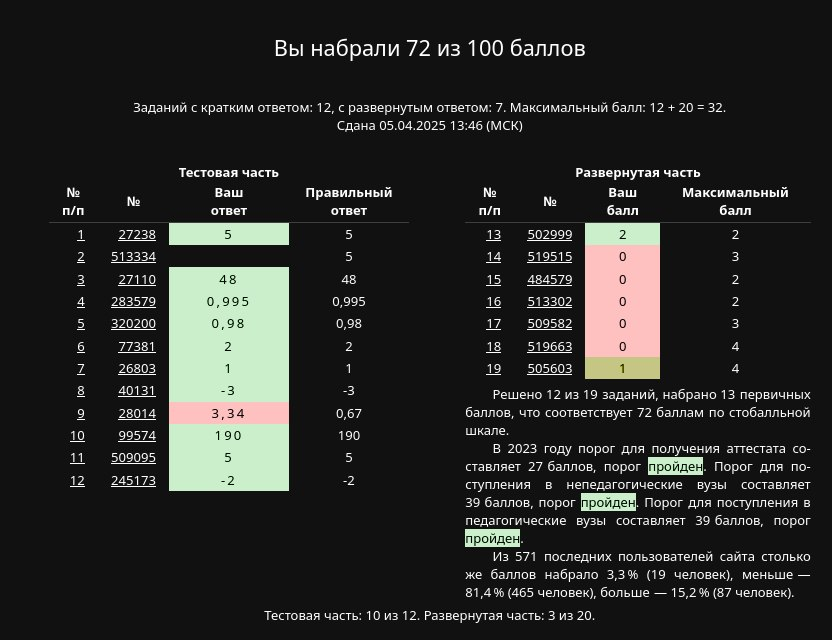 Вы набрали 72 из 100 баллов
Заданий с кратким ответом: 12, с развернутым ответом: 7. Максимальный балл: 12 + 20 = 32.
Сдана 05.04.2025 13:46 (МСК)
Тестовая часть
№ п/п № Ваш ответ Правильный ответ
1 27238 5 5
2 513334 5
3 27110 48 48
4 283579 0,995 0,995
5 320200 0,98 0,98
6 77381 2 2
7 26803 1 1
8 40131 -3 -3
9 28014 3,34 0,67
10 99574 190 190
11 509095 5 5
12 245173 -2 -2
Развернутая часть
№ п/п № Ваш балл Максимальный балл
13 502999 2 2
14 519515 0 3
15 484579 0 2
16 513302 0 2
17 509582 0 3
18 519663 0 4
19 505603 1 4
Решено 12 из 19 заданий, набрано 13 первичных
баллов, что соответствует 72 баллам по стобалльной
шкале.
В 2023 году порог для получения аттестата со-
ставляет 27 баллов, порог пройден. Порог для по-
ступления в непедагогические вузы составляет
39 баллов, порог пройден. Порог для поступления в
педагогические вузы составляет 39 баллов, порог
пройден.
Из 571 последних пользователей сайта столько
же баллов набрало 3,3 % (19 человек), меньше —
81,4 % (465 человек), больше — 15,2 % (87 человек).
Тестовая часть: 10 из 12. Развернутая часть: 3 из 20.